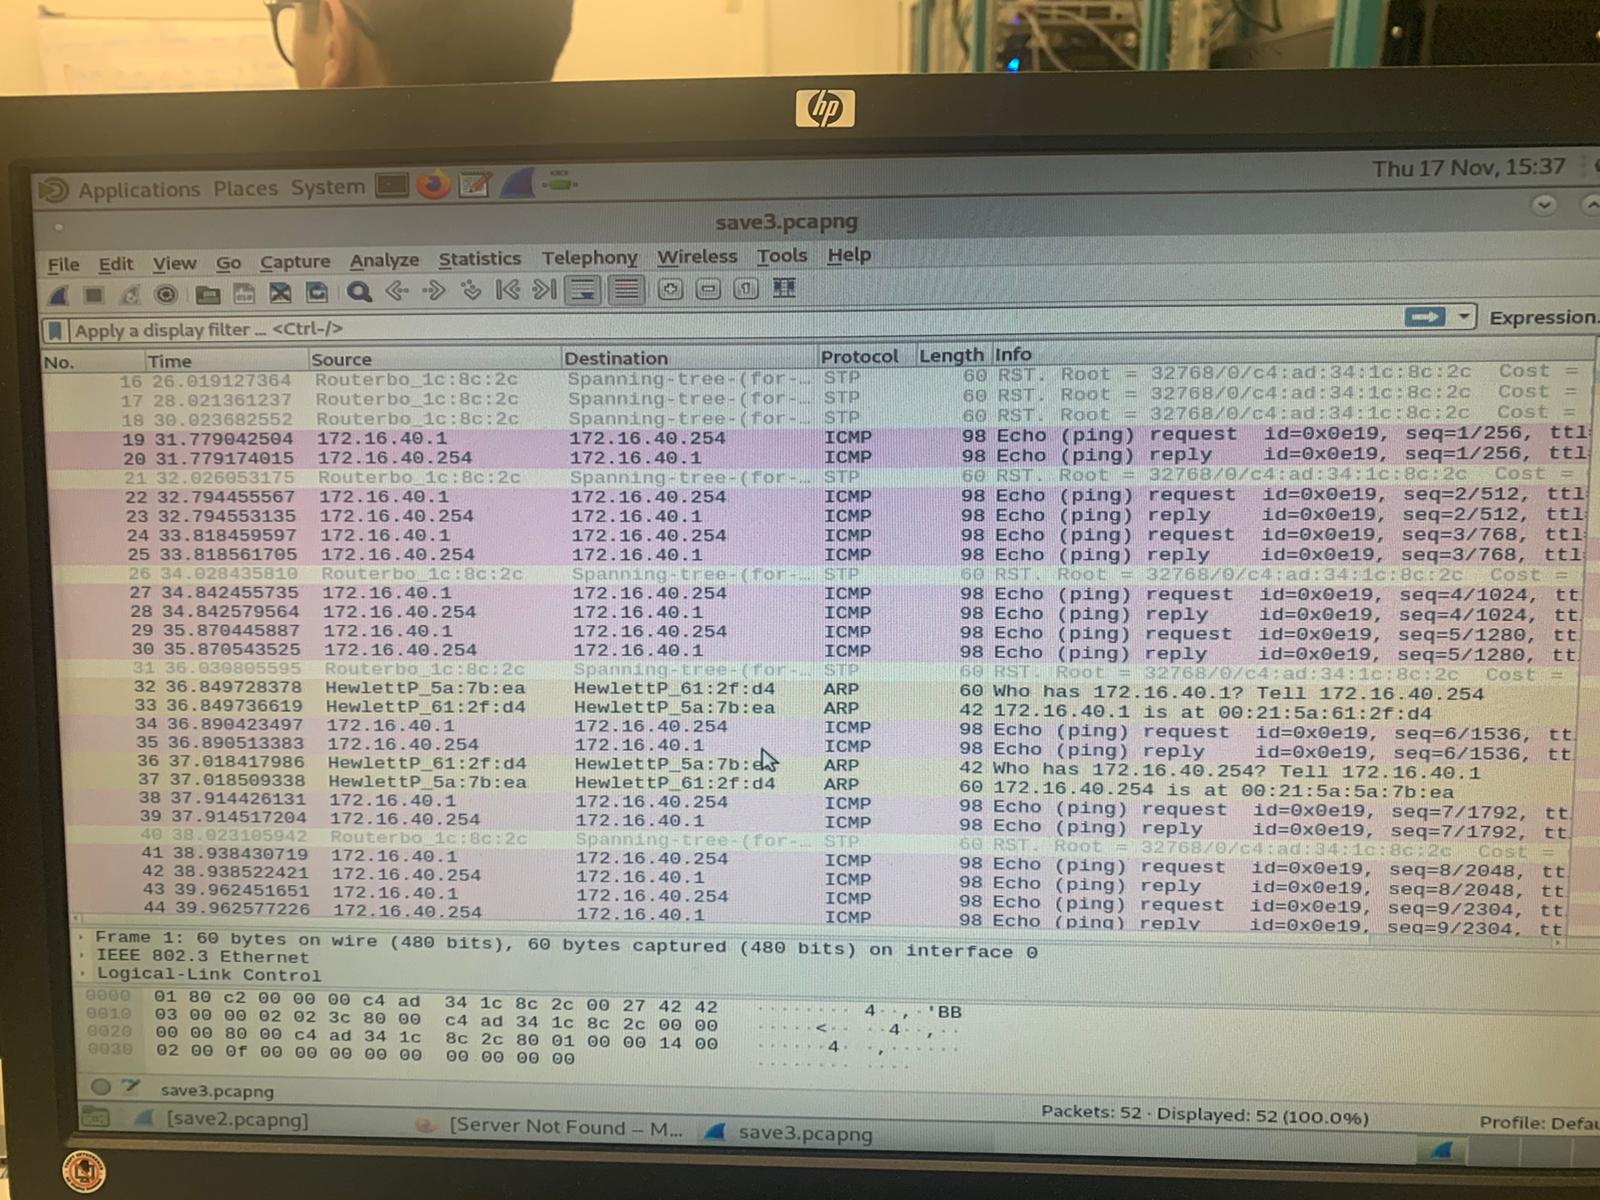 hp
Applications Places System Thu 17 Nov, 15:37
save3.pcapng
File Edit View Go Capture Analyze Statistics Telephony Wireless Tools Help
Apply a display filter ... <Ctrl-/> Expression.
No. Time Source Destination Protocol Length Info
16 26.019127364 Routerbo_1c:8c:2c Spanning-tree-(for-... STP 60 RST. Root = 32768/0/c4:ad:34:1c:8c:2c Cost =
17 28.021361237 Routerbo_1c:8c:2c Spanning-tree-(for-... STP 60 RST. Root = 32768/0/c4:ad:34:1c:8c:2c Cost =
18 30.023682552 Routerbo_1c:8c:2c Spanning-tree-(for-... STP 60 RST. Root = 32768/0/c4:ad:34:1c:8c:2c Cost =
19 31.779042504 172.16.40.1 172.16.40.254 ICMP 98 Echo (ping) request id=0x0e19, seq=1/256, ttl
20 31.779174015 172.16.40.254 172.16.40.1 ICMP 98 Echo (ping) reply id=0x0e19, seq=1/256, ttl
21 32.026053175 Routerbo_1c:8c:2c Spanning-tree-(for-... STP 60 RST. Root = 32768/0/c4:ad:34:1c:8c:2c Cost =
22 32.794455567 172.16.40.1 172.16.40.254 ICMP 98 Echo (ping) request id=0x0e19, seq=2/512, ttl
23 32.794553135 172.16.40.254 172.16.40.1 ICMP 98 Echo (ping) reply id=0x0e19, seq=2/512, ttl
24 33.818459597 172.16.40.1 172.16.40.254 ICMP 98 Echo (ping) request id=0x0e19, seq=3/768, ttl
25 33.818561705 172.16.40.254 172.16.40.1 ICMP 98 Echo (ping) reply id=0x0e19, seq=3/768, ttl
26 34.028435810 Routerbo_1c:8c:2c Spanning-tree-(for-... STP 60 RST. Root = 32768/0/c4:ad:34:1c:8c:2c Cost =
27 34.842455735 172.16.40.1 172.16.40.254 ICMP 98 Echo (ping) request id=0x0e19, seq=4/1024, tt
28 34.842579564 172.16.40.254 172.16.40.1 ICMP 98 Echo (ping) reply id=0x0e19, seq=4/1024, tt
29 35.870445887 172.16.40.1 172.16.40.254 ICMP 98 Echo (ping) request id=0x0e19, seq=5/1280, tt
30 35.870543525 172.16.40.254 172.16.40.1 ICMP 98 Echo (ping) reply id=0x0e19, seq=5/1280, tt
31 36.030805595 Routerbo_1c:8c:2c Spanning-tree-(for-... STP 60 RST. Root = 32768/0/c4:ad:34:1c:8c:2c Cost =
32 36.849728378 HewlettP_5a:7b:ea HewlettP_61:2f:d4 ARP 60 Who has 172.16.40.1? Tell 172.16.40.254
33 36.849736619 HewlettP_61:2f:d4 HewlettP_5a:7b:ea ARP 42 172.16.40.1 is at 00:21:5a:61:2f:d4
34 36.890423497 172.16.40.1 172.16.40.254 ICMP 98 Echo (ping) request id=0x0e19, seq=6/1536, tt
35 36.890513383 172.16.40.254 172.16.40.1 ICMP 98 Echo (ping) reply id=0x0e19, seq=6/1536, tt
36 37.018417986 HewlettP_61:2f:d4 HewlettP_5a:7b:ea ARP 42 Who has 172.16.40.254? Tell 172.16.40.1
37 37.018509338 HewlettP_5a:7b:ea HewlettP_61:2f:d4 ARP 60 172.16.40.254 is at 00:21:5a:5a:7b:ea
38 37.914426131 172.16.40.1 172.16.40.254 ICMP 98 Echo (ping) request id=0x0e19, seq=7/1792, tt
39 37.914517204 172.16.40.254 172.16.40.1 ICMP 98 Echo (ping) reply id=0x0e19, seq=7/1792, tt
40 38.023105942 Routerbo_1c:8c:2c Spanning-tree-(for-... STP 60 RST. Root = 32768/0/c4:ad:34:1c:8c:2c Cost =
41 38.938430719 172.16.40.1 172.16.40.254 ICMP 98 Echo (ping) request id=0x0e19, seq=8/2048, tt
42 38.938522421 172.16.40.254 172.16.40.1 ICMP 98 Echo (ping) reply id=0x0e19, seq=8/2048, tt
43 39.962451651 172.16.40.1 172.16.40.254 ICMP 98 Echo (ping) request id=0x0e19, seq=9/2304, tt
44 39.962577226 172.16.40.254 172.16.40.1 ICMP 98 Echo (ping) reply id=0x0e19, seq=9/2304, tt
Frame 1: 60 bytes on wire (480 bits), 60 bytes captured (480 bits) on interface 0
IEEE 802.3 Ethernet
Logical-Link Control
0000 01 80 c2 00 00 00 c4 ad 34 1c 8c 2c 00 27 42 42 ········ 4··,·'BB
0010 03 00 00 02 02 3c 80 00 c4 ad 34 1c 8c 2c 00 00 ·····<·· ··4··,··
0020 00 00 80 00 c4 ad 34 1c 8c 2c 80 01 00 00 14 00 ······4· ·,······
0030 02 00 0f 00 00 00 00 00 00 00 00 00 ········ ····
save3.pcapng
Packets: 52 · Displayed: 52 (100.0%) Profile: Defau
[save2.pcapng] [Server Not Found – M... save3.pcapng